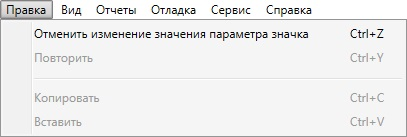 Правка Вид Отчеты Отладка Сервис Справка
Отменить изменение значения параметра значка Ctrl+Z
Повторить Ctrl+Y
Копировать Ctrl+C
Вставить Ctrl+V